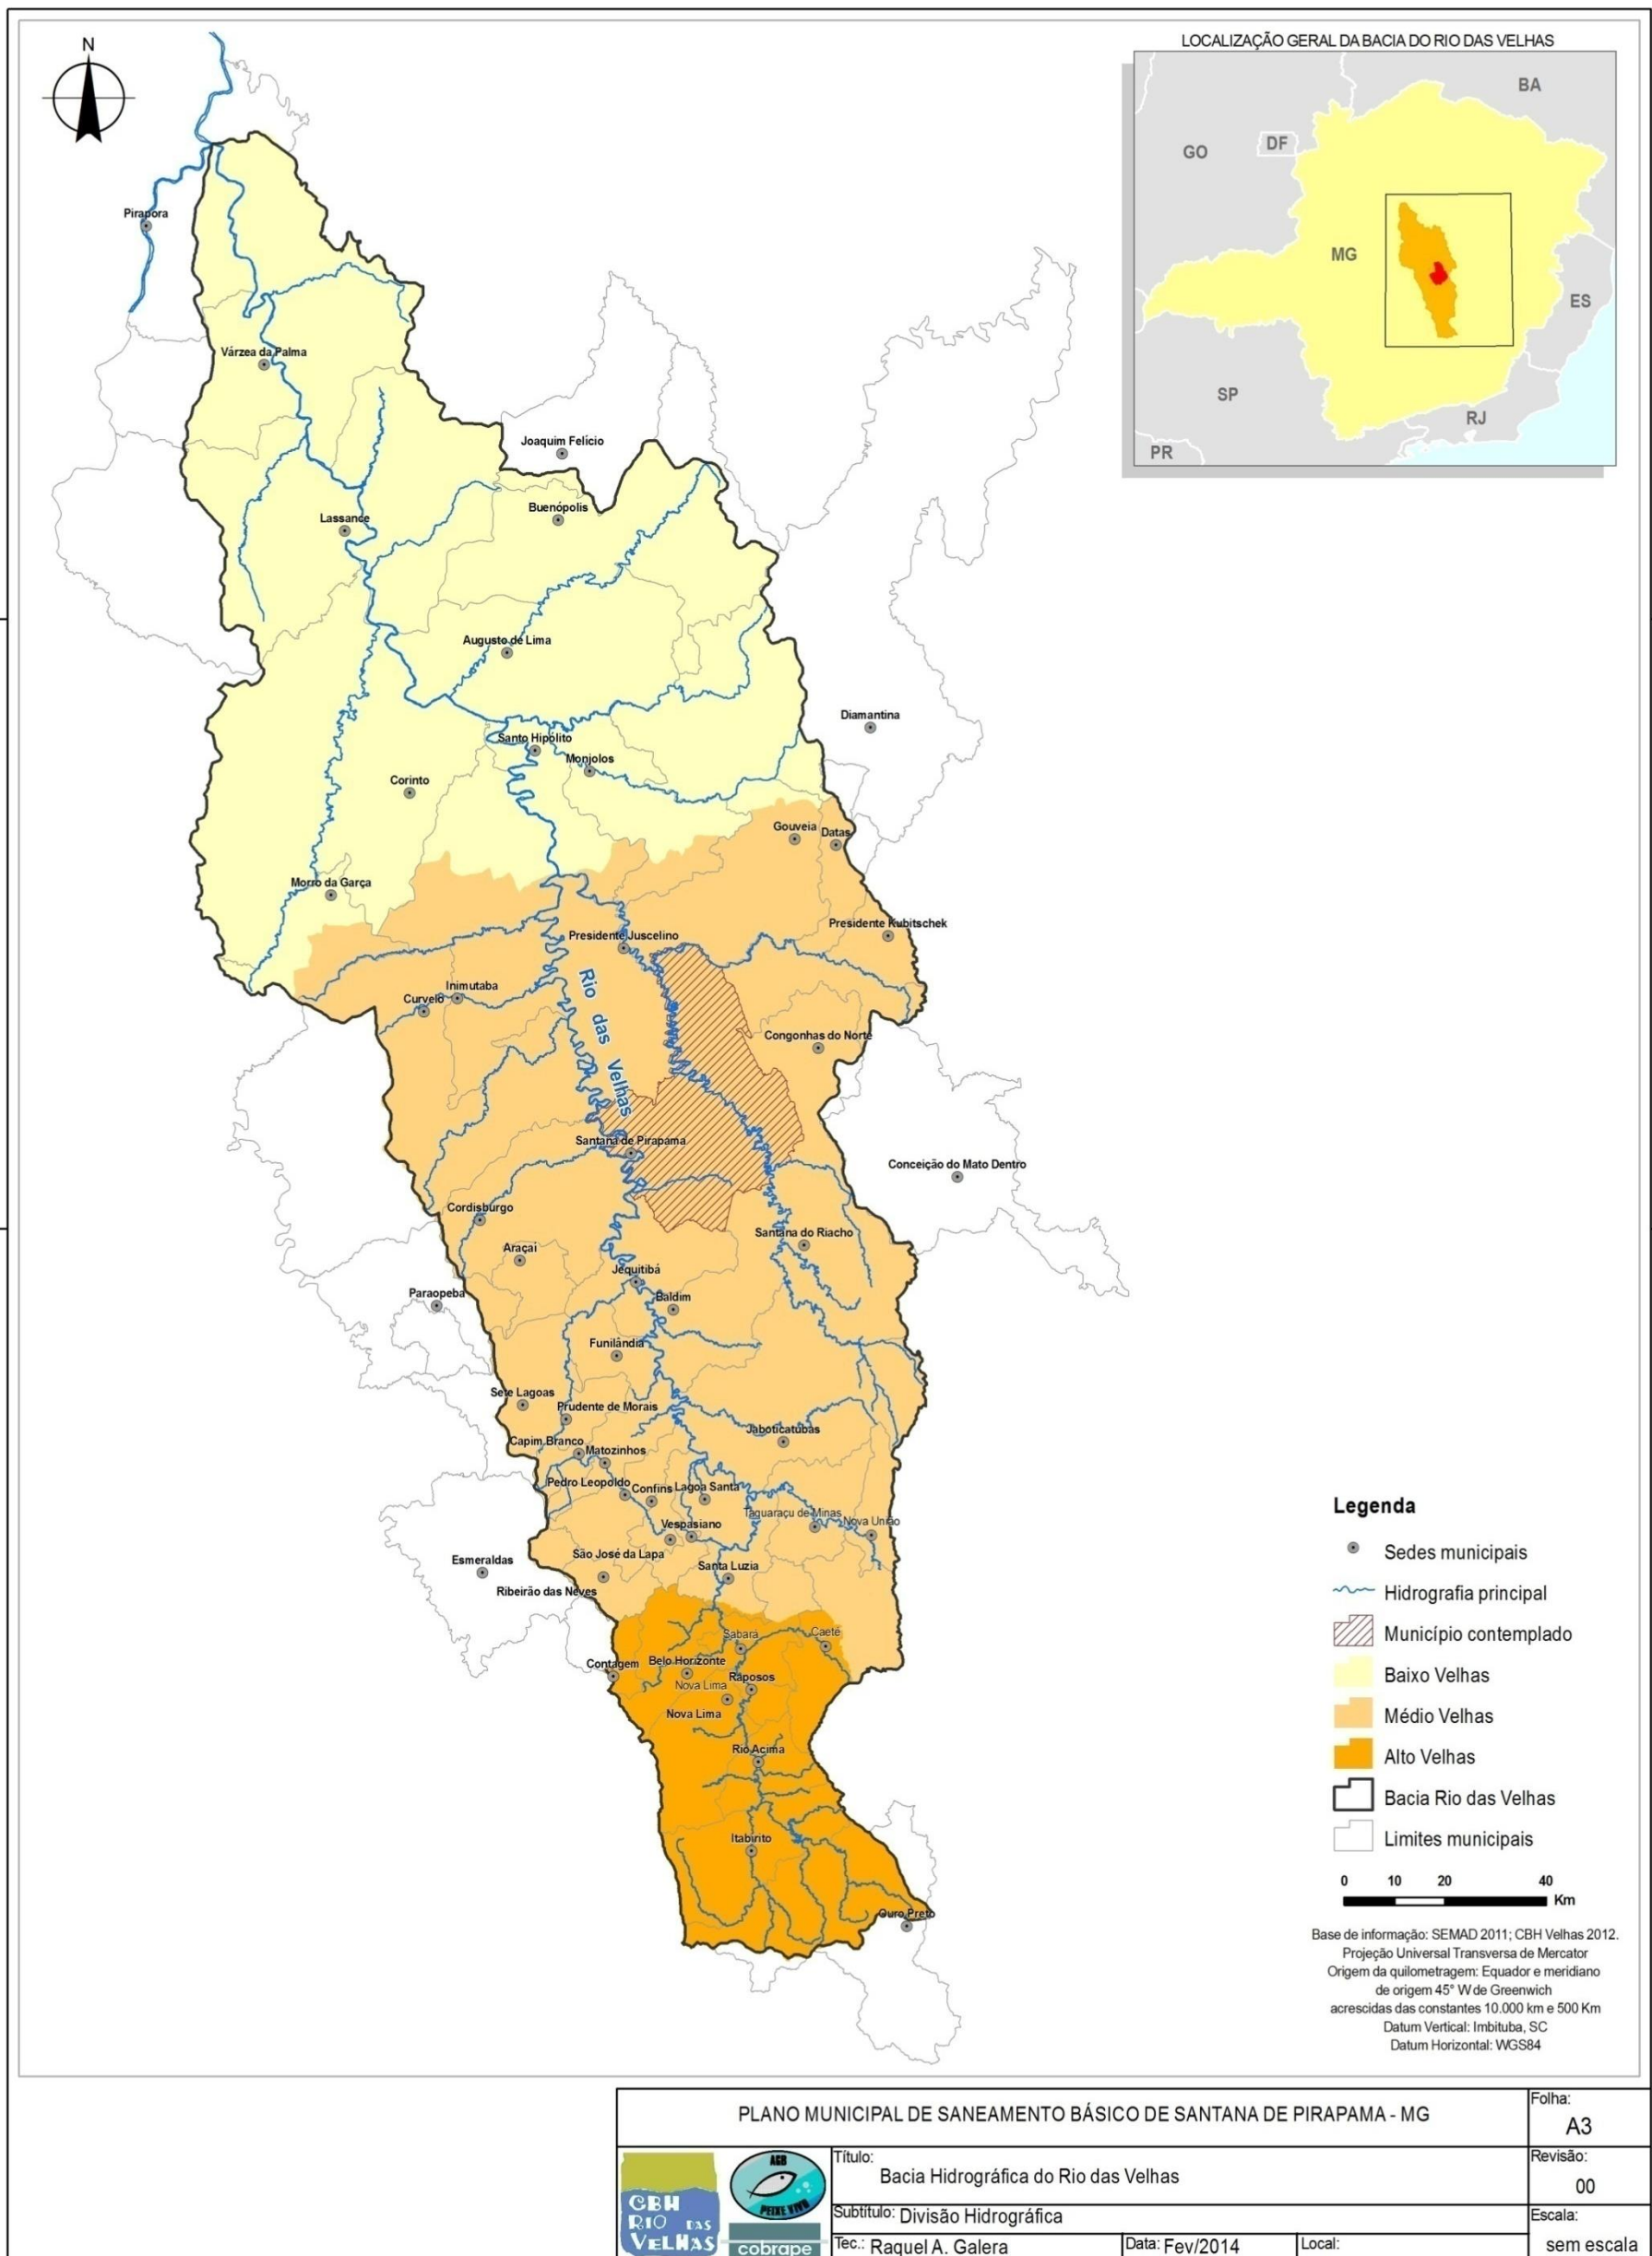 LOCALIZAÇÃO GERAL DA BACIA DO RIO DAS VELHAS
N
BA
GO
DF
MG
ES
SP
RJ
PR
Pirapora
Várzea da Palma
Joaquim Felício
Buenópolis
Lassance
Augusto de Lima
Diamantina
Santo Hipólito
Monjolos
Corinto
Gouveia
Datas
Morro da Garça
Presidente Kubitschek
Presidente Juscelino
Rio das Velhas
Inimutaba
Curvelo
Congonhas do Norte
Santana de Pirapama
Conceição do Mato Dentro
Cordisburgo
Santana do Riacho
Araçaí
Jequitibá
Paraopeba
Baldim
Funilândia
Sete Lagoas
Prudente de Morais
Jaboticatubas
Capim Branco
Matozinhos
Pedro Leopoldo
Confins
Lagoa Santa
Taquaraçu de Minas
Nova União
Vespasiano
São José da Lapa
Esmeraldas
Santa Luzia
Ribeirão das Neves
Sabará
Caeté
Contagem
Belo Horizonte
Raposos
Nova Lima
Nova Lima
Rio Acima
Itabirito
Ouro Preto
Legenda
Sedes municipais
Hidrografia principal
Município contemplado
Baixo Velhas
Médio Velhas
Alto Velhas
Bacia Rio das Velhas
Limites municipais
0 10 20 40
Km
Base de informação: SEMAD 2011; CBH Velhas 2012.
Projeção Universal Transversa de Mercator
Origem da quilometragem: Equador e meridiano
de origem 45° W de Greenwich
acrescidas das constantes 10.000 km e 500 Km
Datum Vertical: Imbituba, SC
Datum Horizontal: WGS84
PLANO MUNICIPAL DE SANEAMENTO BÁSICO DE SANTANA DE PIRAPAMA - MG
Folha:
A3
CBH
RIO DAS
VELHAS
AGB
PEIXE VIVO
cobrape
Título:
Bacia Hidrográfica do Rio das Velhas
Revisão:
00
Subtítulo: Divisão Hidrográfica
Escala:
sem escala
Tec.: Raquel A. Galera
Data: Fev/2014
Local: